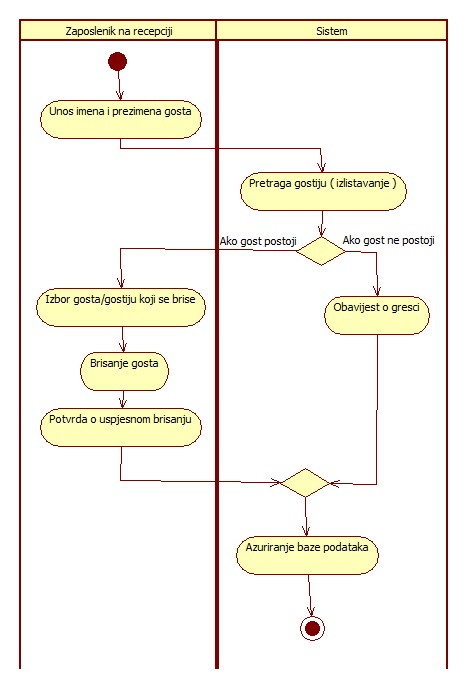 Zaposlenik na recepciji
Sistem
Unos imena i prezimena gosta
Pretraga gostiju ( izlistavanje )
Ako gost postoji
Ako gost ne postoji
Izbor gosta/gostiju koji se brise
Obavijest o gresci
Brisanje gosta
Potvrda o uspjesnom brisanju
Azuriranje baze podataka